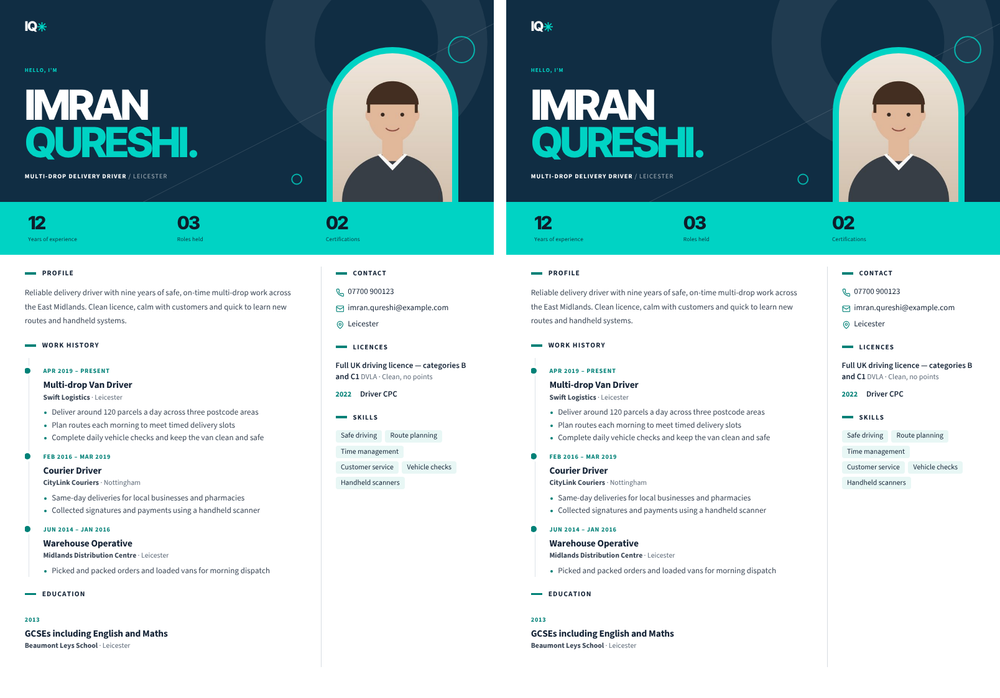 IQ✳
HELLO, I'M
IMRAN
QURESHI.
MULTI-DROP DELIVERY DRIVER / LEICESTER
12
Years of experience
03
Roles held
02
Certifications
PROFILE
Reliable delivery driver with nine years of safe, on-time multi-drop work across
the East Midlands. Clean licence, calm with customers and quick to learn new
routes and handheld systems.
WORK HISTORY
APR 2019 – PRESENT
Multi-drop Van Driver
Swift Logistics · Leicester
• Deliver around 120 parcels a day across three postcode areas
• Plan routes each morning to meet timed delivery slots
• Complete daily vehicle checks and keep the van clean and safe
FEB 2016 – MAR 2019
Courier Driver
CityLink Couriers · Nottingham
• Same-day deliveries for local businesses and pharmacies
• Collected signatures and payments using a handheld scanner
JUN 2014 – JAN 2016
Warehouse Operative
Midlands Distribution Centre · Leicester
• Picked and packed orders and loaded vans for morning dispatch
EDUCATION
2013
GCSEs including English and Maths
Beaumont Leys School · Leicester
CONTACT
07700 900123
imran.qureshi@example.com
Leicester
LICENCES
Full UK driving licence — categories B
and C1 DVLA · Clean, no points
2022 Driver CPC
SKILLS
Safe driving Route planning
Time management
Customer service Vehicle checks
Handheld scanners
IQ✳
HELLO, I'M
IMRAN
QURESHI.
MULTI-DROP DELIVERY DRIVER / LEICESTER
12
Years of experience
03
Roles held
02
Certifications
PROFILE
Reliable delivery driver with nine years of safe, on-time multi-drop work across
the East Midlands. Clean licence, calm with customers and quick to learn new
routes and handheld systems.
WORK HISTORY
APR 2019 – PRESENT
Multi-drop Van Driver
Swift Logistics · Leicester
• Deliver around 120 parcels a day across three postcode areas
• Plan routes each morning to meet timed delivery slots
• Complete daily vehicle checks and keep the van clean and safe
FEB 2016 – MAR 2019
Courier Driver
CityLink Couriers · Nottingham
• Same-day deliveries for local businesses and pharmacies
• Collected signatures and payments using a handheld scanner
JUN 2014 – JAN 2016
Warehouse Operative
Midlands Distribution Centre · Leicester
• Picked and packed orders and loaded vans for morning dispatch
EDUCATION
2013
GCSEs including English and Maths
Beaumont Leys School · Leicester
CONTACT
07700 900123
imran.qureshi@example.com
Leicester
LICENCES
Full UK driving licence — categories B
and C1 DVLA · Clean, no points
2022 Driver CPC
SKILLS
Safe driving Route planning
Time management
Customer service Vehicle checks
Handheld scanners